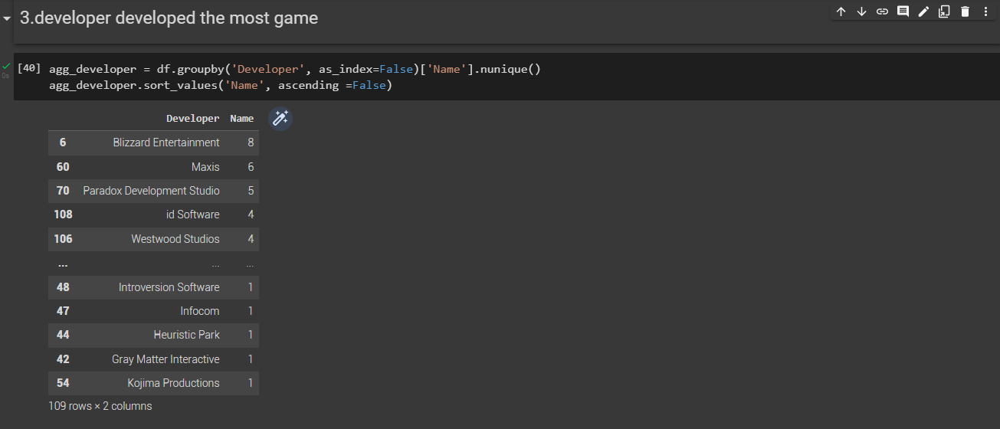 3.developer developed the most game
[40] agg_developer = df.groupby('Developer', as_index=False)['Name'].nunique()
agg_developer.sort_values('Name', ascending =False)
0s
Developer Name
6 Blizzard Entertainment 8
60 Maxis 6
70 Paradox Development Studio 5
108 id Software 4
106 Westwood Studios 4
... ... ...
48 Introversion Software 1
47 Infocom 1
44 Heuristic Park 1
42 Gray Matter Interactive 1
54 Kojima Productions 1
109 rows × 2 columns